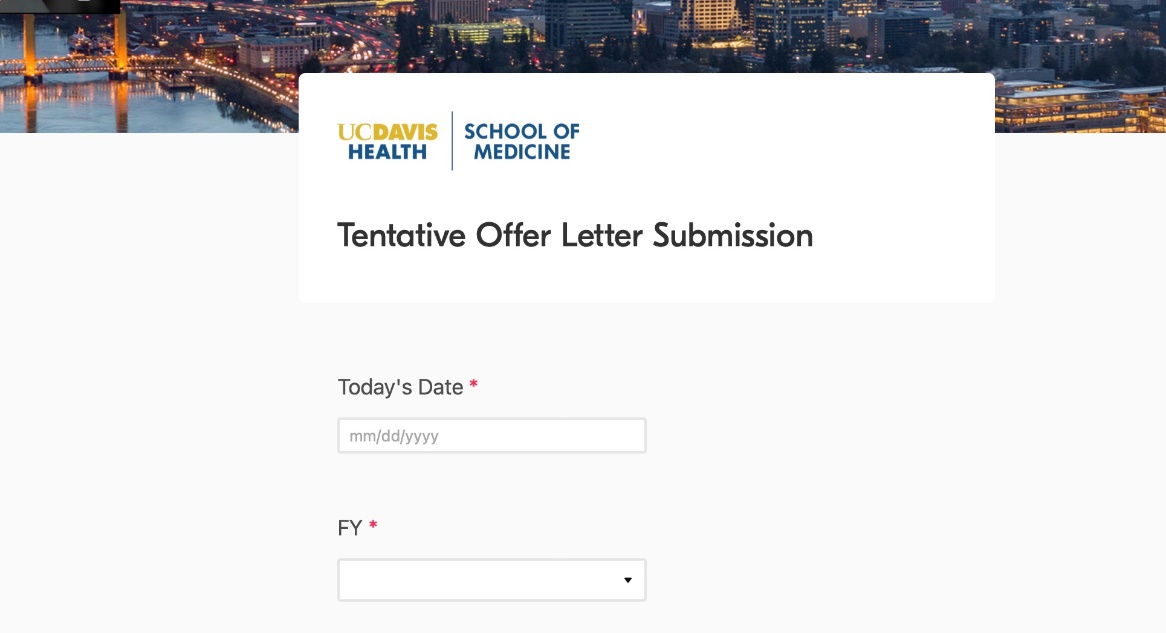 UCDAVIS
HEALTH
SCHOOL OF
MEDICINE
Tentative Offer Letter Submission
Today's Date *
mm/dd/yyyy
FY *